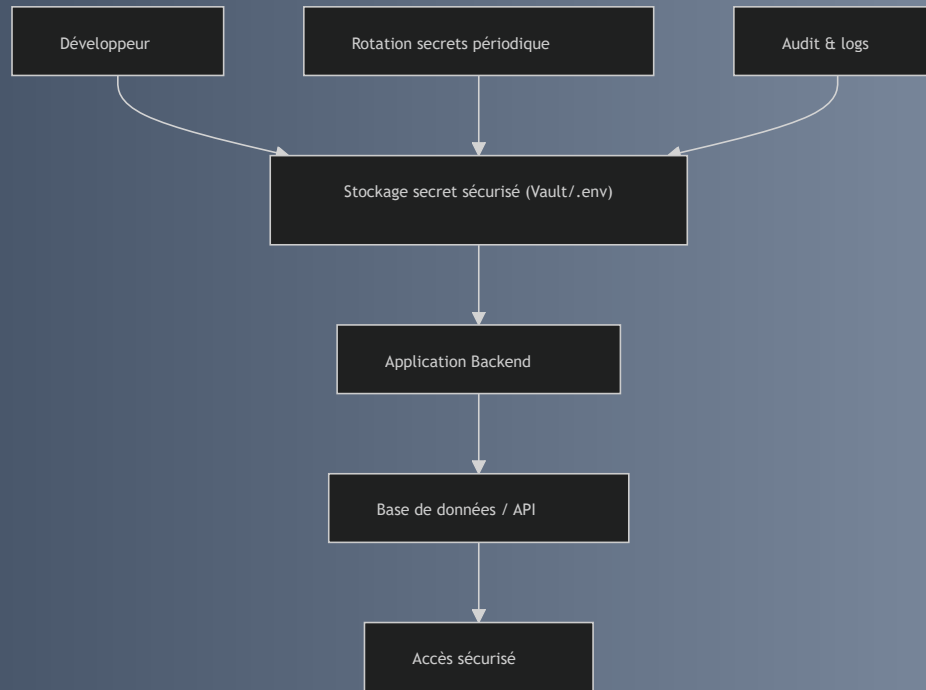 Développeur
Rotation secrets périodique
Audit & logs
Stockage secret sécurisé (Vault/.env)
Application Backend
Base de données / API
Accès sécurisé